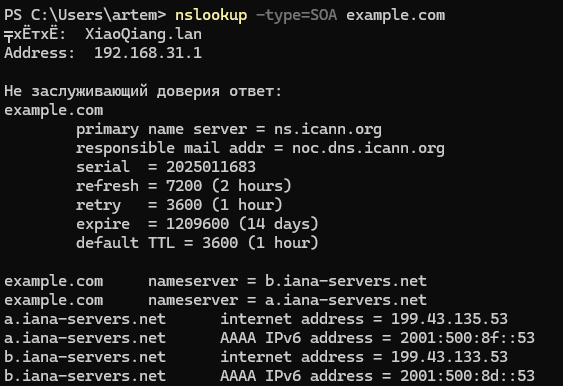 PS C:\Users\artem> nslookup -type=SOA example.com
╤хЁтхЁ:  XiaoQiang.lan
Address:  192.168.31.1

Не заслуживающий доверия ответ:
example.com
        primary name server = ns.icann.org
        responsible mail addr = noc.dns.icann.org
        serial  = 2025011683
        refresh = 7200 (2 hours)
        retry   = 3600 (1 hour)
        expire  = 1209600 (14 days)
        default TTL = 3600 (1 hour)

example.com     nameserver = b.iana-servers.net
example.com     nameserver = a.iana-servers.net
a.iana-servers.net      internet address = 199.43.135.53
a.iana-servers.net      AAAA IPv6 address = 2001:500:8f::53
b.iana-servers.net      internet address = 199.43.133.53
b.iana-servers.net      AAAA IPv6 address = 2001:500:8d::53